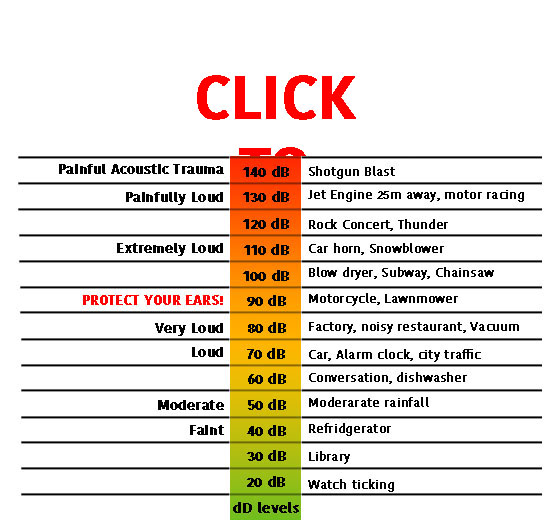 CLICK
TO
Painful Acoustic Trauma 140 dB Shotgun Blast
Painfully Loud 130 dB Jet Engine 25m away, motor racing
120 dB Rock Concert, Thunder
Extremely Loud 110 dB Car horn, Snowblower
100 dB Blow dryer, Subway, Chainsaw
PROTECT YOUR EARS! 90 dB Motorcycle, Lawnmower
Very Loud 80 dB Factory, noisy restaurant, Vacuum
Loud 70 dB Car, Alarm clock, city traffic
60 dB Conversation, dishwasher
Moderate 50 dB Moderarate rainfall
Faint 40 dB Refridgerator
30 dB Library
20 dB Watch ticking
dD levels